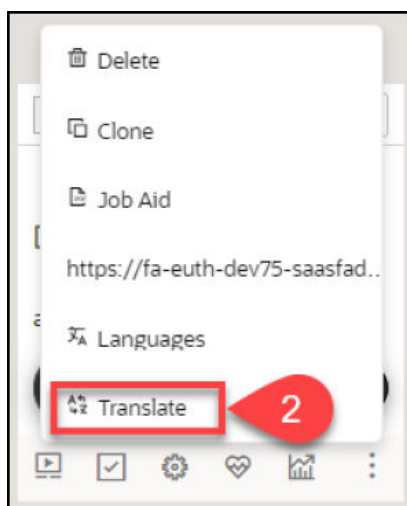 Delete
Clone
Job Aid
https://fa-euth-dev75-saasfad..
Languages
Translate
2